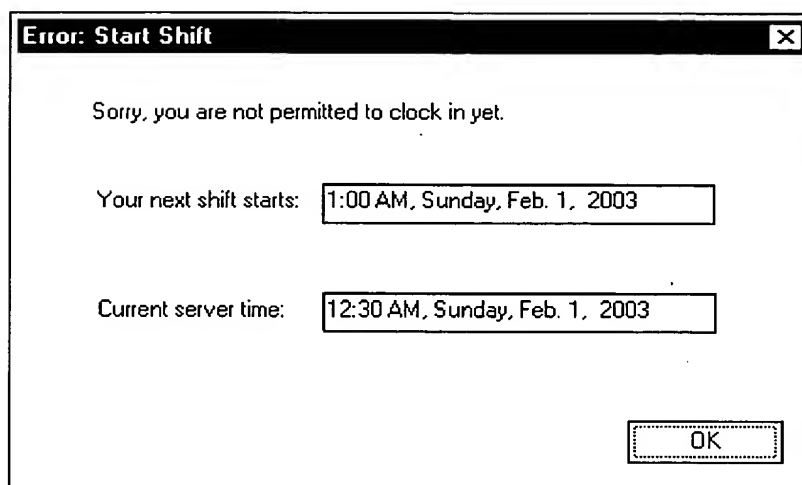 Error: Start Shift
Sorry, you are not permitted to clock in yet.
Your next shift starts: 1:00 AM, Sunday, Feb. 1, 2003
Current server time: 12:30 AM, Sunday, Feb. 1, 2003
OK